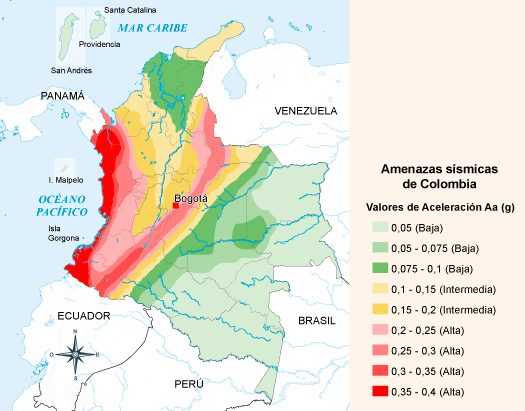 Santa Catalina
MAR CARIBE
Providencia
San Andrés
PANAMÁ
VENEZUELA
I. Malpelo
OCÉANO
PACÍFICO
Bogotá
Isla
Gorgona
ECUADOR
BRASIL
N
O
E
S
PERÚ
Amenazas sísmicas
de Colombia
Valores de Aceleración Aa (g)
0,05 (Baja)
0,05 - 0,075 (Baja)
0,075 - 0,1 (Baja)
0,1 - 0,15 (Intermedia)
0,15 - 0,2 (Intermedia)
0,2 - 0,25 (Alta)
0,25 - 0,3 (Alta)
0,3 - 0,35 (Alta)
0,35 - 0,4 (Alta)